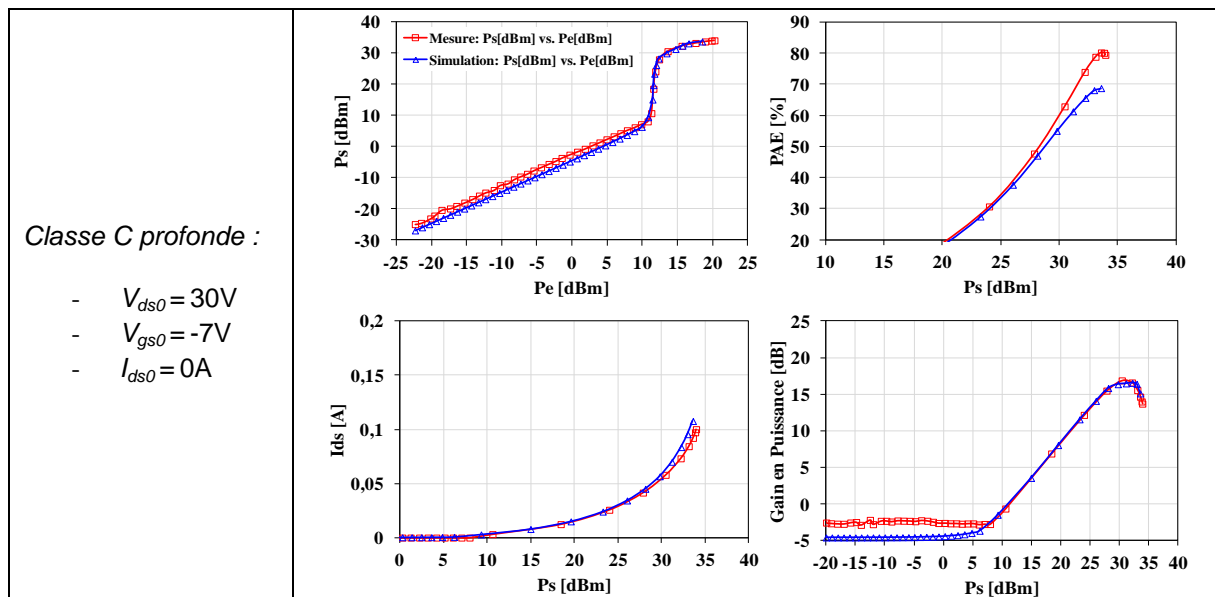 Classe C profonde :
- Vds0 = 30V
- Vgs0 = -7V
- Ids0 = 0A
Ps [dBm]
40
30
20
10
0
-10
-20
-30
Mesure: Ps[dBm] vs. Pe[dBm]
Simulation: Ps[dBm] vs. Pe[dBm]
-25 -20 -15 -10 -5 0 5 10 15 20 25
Pe [dBm]
PAE [%]
90
80
70
60
50
40
30
20
10 15 20 25 30 35 40
Ps [dBm]
Ids [A]
0,2
0,15
0,1
0,05
0
0 5 10 15 20 25 30 35 40
Ps [dBm]
Gain en Puissance [dB]
25
20
15
10
5
0
-5
-20 -15 -10 -5 0 5 10 15 20 25 30 35 40
Ps [dBm]